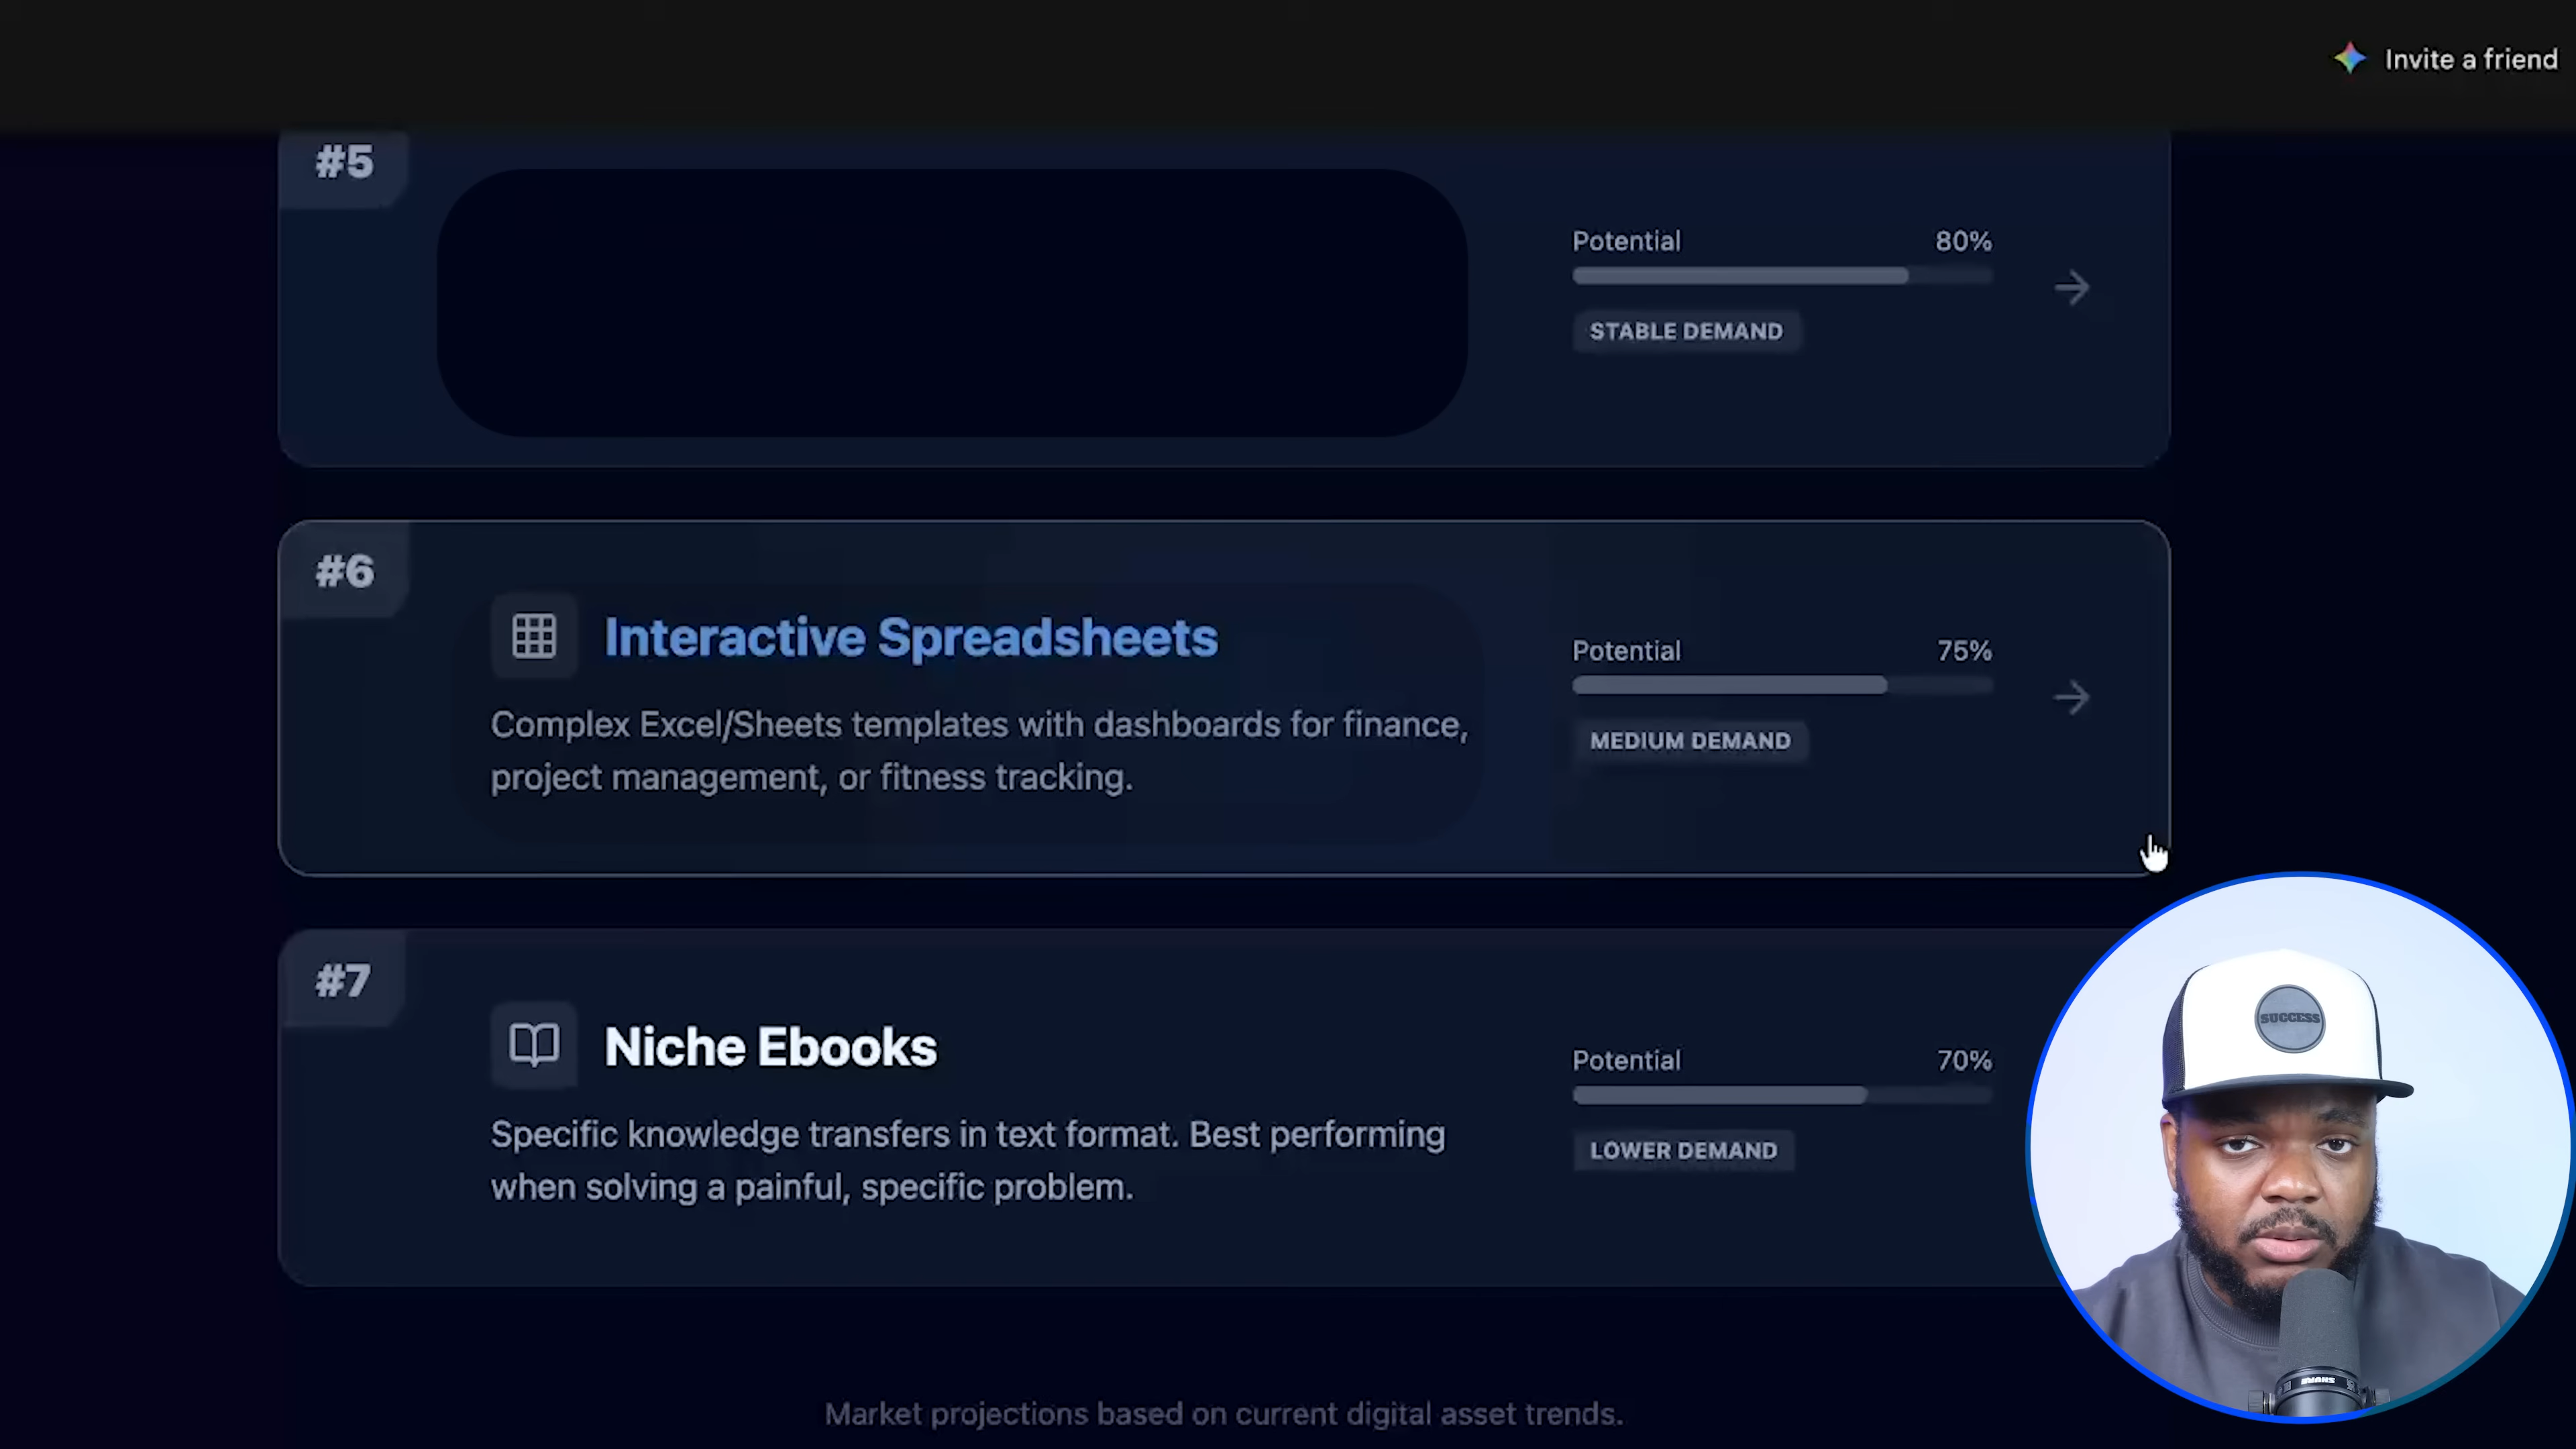 Invite a friend
#5
Potential 80%
STABLE DEMAND
#6
Interactive Spreadsheets
Complex Excel/Sheets templates with dashboards for finance,
project management, or fitness tracking.
Potential 75%
MEDIUM DEMAND
#7
Niche Ebooks
Specific knowledge transfers in text format. Best performing
when solving a painful, specific problem.
Potential 70%
LOWER DEMAND
SUCCESS
Market projections based on current digital asset trends.